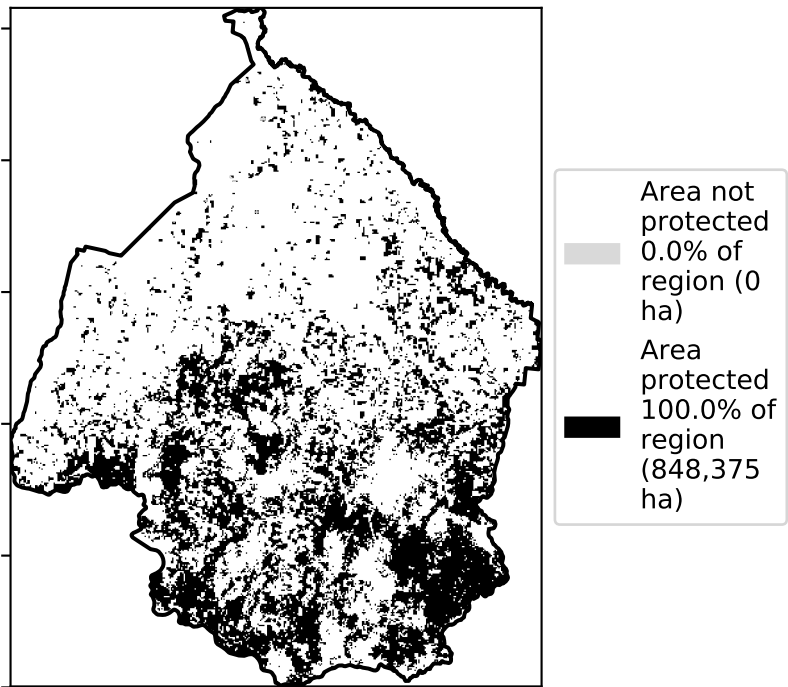 Area not
protected
0.0% of
region (0
ha)
Area
protected
100.0% of
region
(848,375
ha)